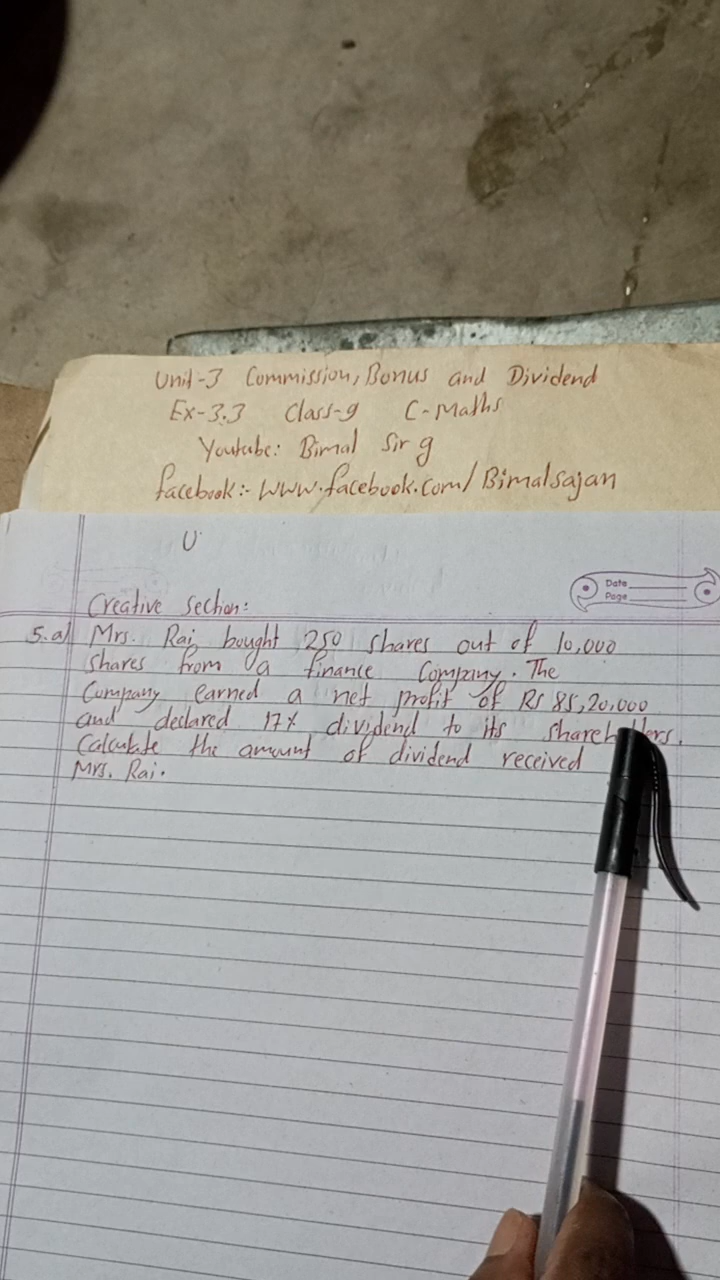 Unit-3 Commission, Bonus and Dividend
Ex-3.3 Class-9 C-Maths
Youtube: Bimal Sir g
facebook:- www.facebook.com/Bimalsajan
U
Date
Page
Creative section:
5.a) Mrs. Rai bought 250 shares out of 10,000
shares from a finance Company. The
Company earned a net profit of RS 85,20,000
and declared 17% dividend to its shareholders.
Calculate the amount of dividend received
Mrs. Rai.